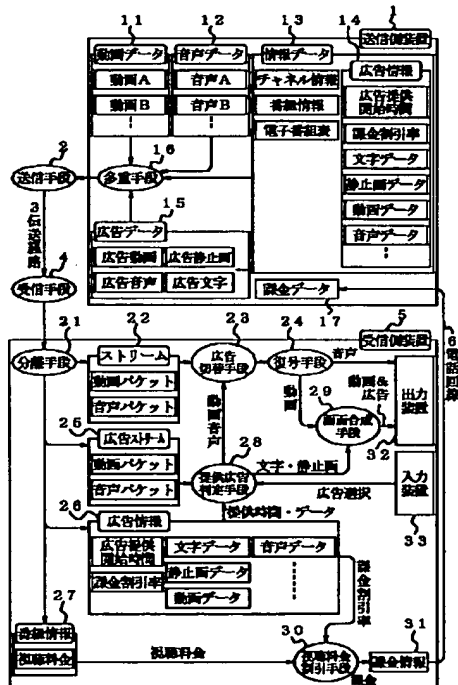 11
12
13
14
1
動画データ
音声データ
情報データ
送信側装置
広告情報
動画A
音声A
チャネル情報
動画B
音声B
番組情報
電子番組表
広告提供
開始時間
課金割引率
文字データ
静止画データ
動画データ
音声データ
2
16
送信手段
多重手段
15
3
伝送線路
広告データ
広告動画
広告静止画
広告音声
広告文字
4
受信手段
課金データ
17
5
受信側装置
6
電話回線
21
22
23
24
分離手段
ストリーム
広告
切替手段
復号手段
音声
動画パケット
音声パケット
動画
29
動画&
広告
出力
装置
32
画面合成
手段
動画
音声
25
広告ストリーム
動画パケット
音声パケット
28
提供広告
判定手段
文字・静止画
広告選択
入力
装置
33
26
広告情報
提供時間・データ
広告提供
開始時間
文字データ
音声データ
課金割引率
静止画データ
動画データ
課金割引率
27
番組情報
視聴料金
視聴料金
30
視聴料金
割引手段
31
課金情報
課金